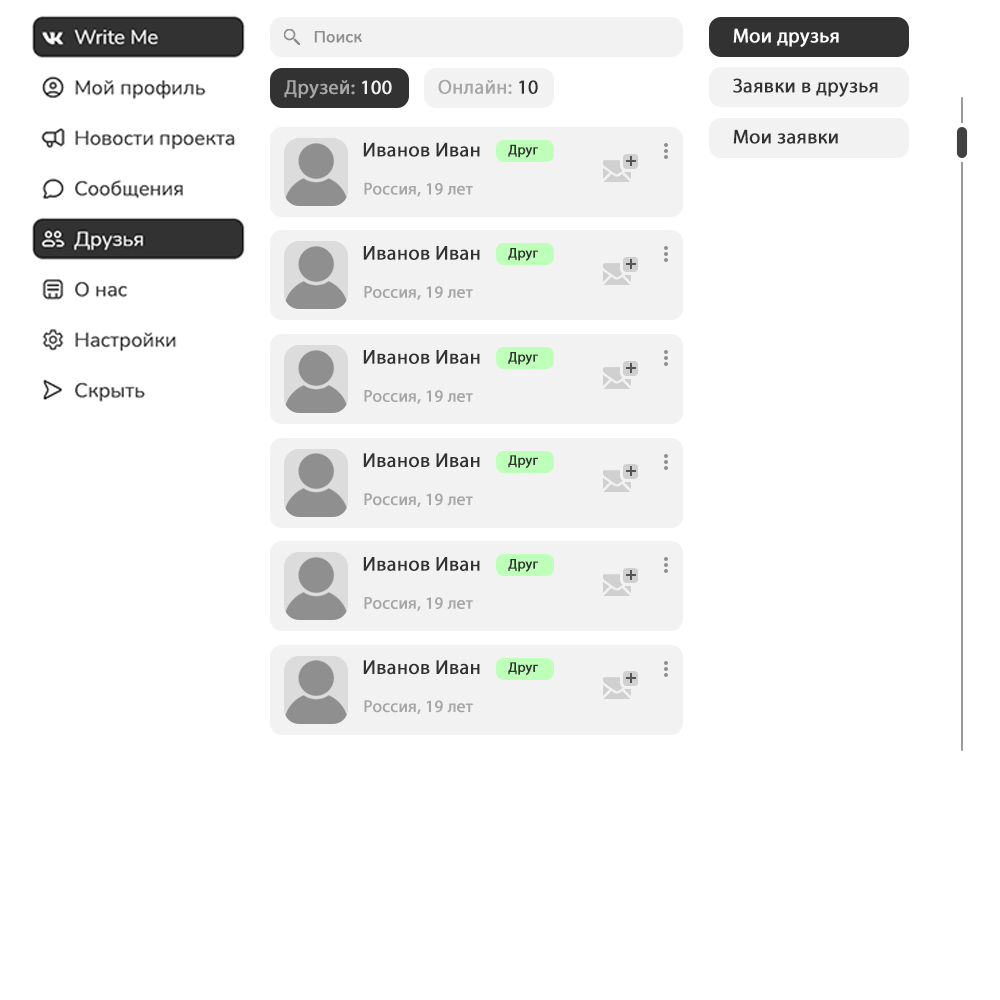 Write Me
Мой профиль
Новости проекта
Сообщения
Друзья
О нас
Настройки
Скрыть
Поиск
Друзей: 100
Онлайн: 10
Иванов Иван Друг
Россия, 19 лет
Иванов Иван Друг
Россия, 19 лет
Иванов Иван Друг
Россия, 19 лет
Иванов Иван Друг
Россия, 19 лет
Иванов Иван Друг
Россия, 19 лет
Иванов Иван Друг
Россия, 19 лет
Мои друзья
Заявки в друзья
Мои заявки